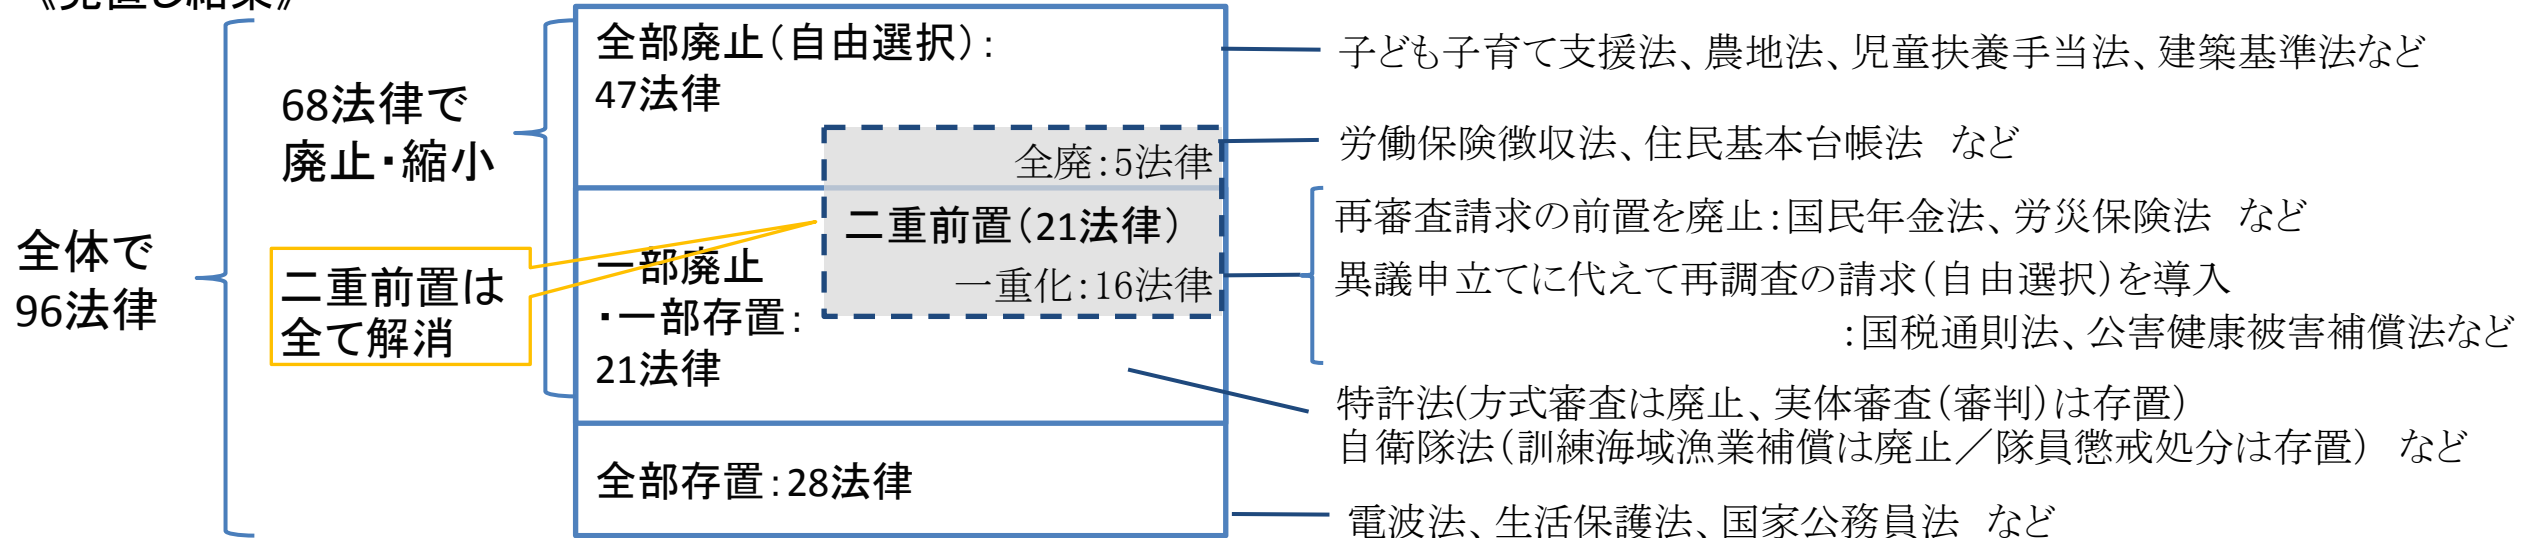 《見直し結果》
全体で
96法律
68法律で
廃止・縮小
二重前置は
全て解消
全部廃止(自由選択):
47法律
全廃:5法律
二重前置(21法律)
一重化:16法律
一部廃止
・一部存置:
21法律
全部存置:28法律
子ども子育て支援法、農地法、児童扶養手当法、建築基準法など
労働保険徴収法、住民基本台帳法 など
再審査請求の前置を廃止:国民年金法、労災保険法 など
異議申立てに代えて再調査の請求(自由選択)を導入
:国税通則法、公害健康被害補償法など
特許法(方式審査は廃止、実体審査(審判)は存置)
自衛隊法(訓練海域漁業補償は廃止/隊員懲戒処分は存置) など
電波法、生活保護法、国家公務員法 など